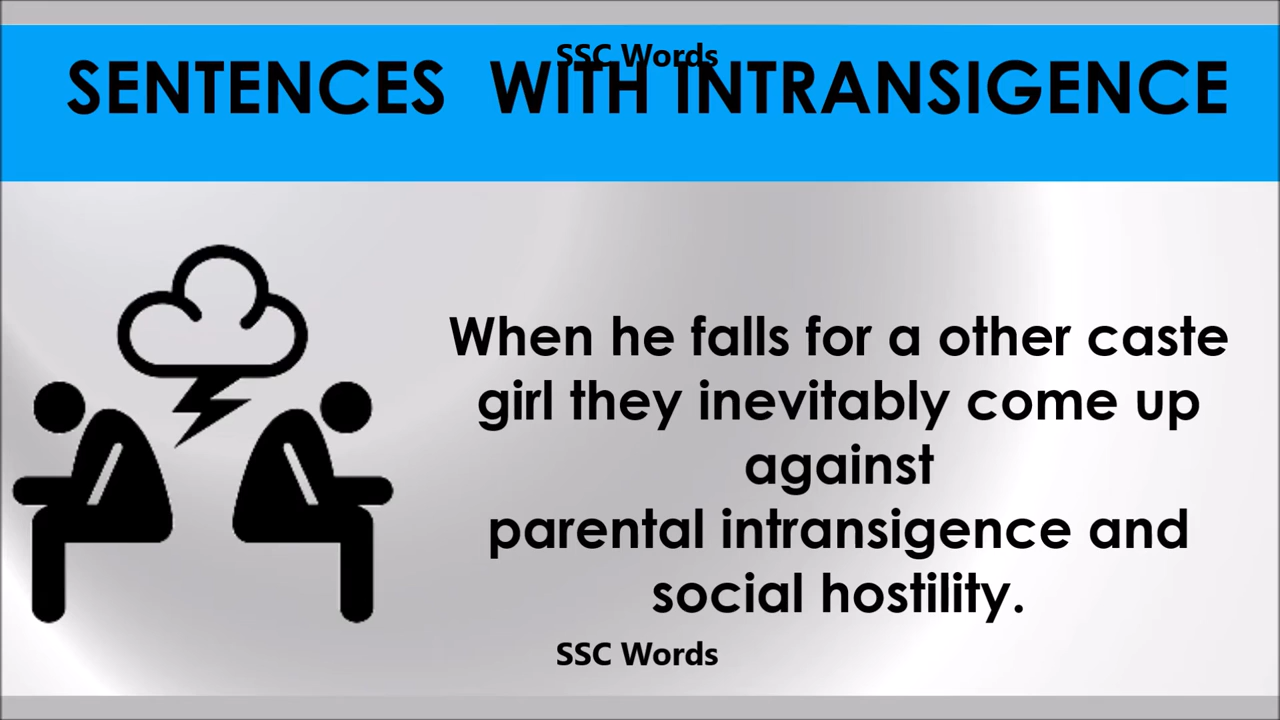 SSC Words
SENTENCES WITH INTRANSIGENCE
When he falls for a other caste
girl they inevitably come up
against
parental intransigence and
social hostility.
SSC Words